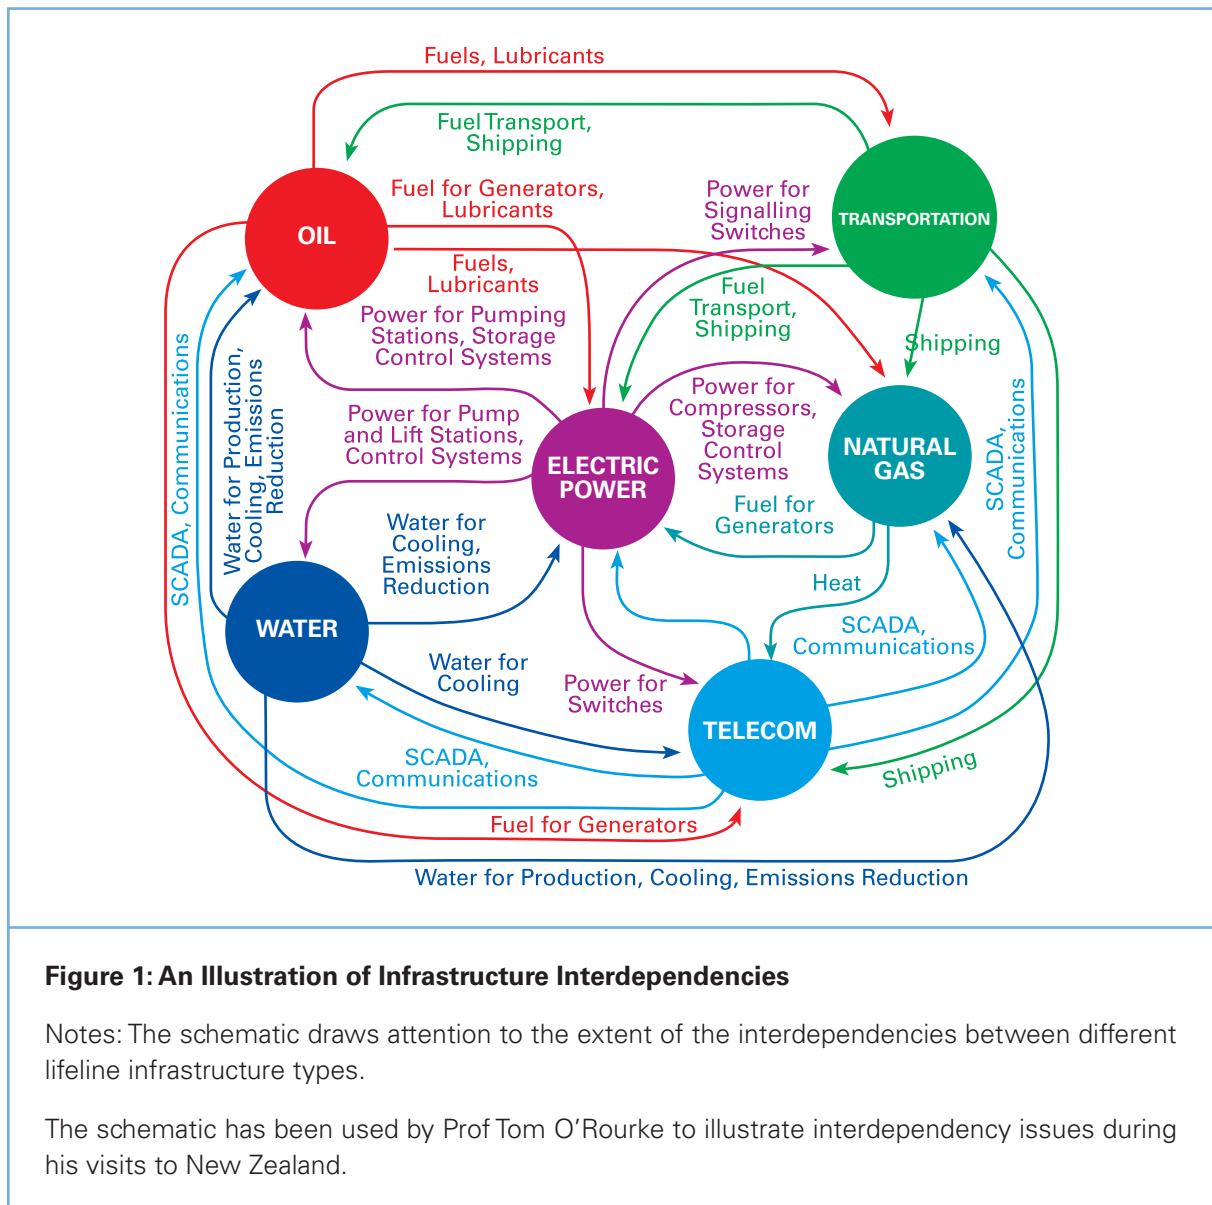 Fuels, Lubricants
Fuel Transport,
Shipping
Fuel for Generators,
Lubricants
Power for
Signalling
Switches
TRANSPORTATION
OIL
Fuels,
Lubricants
Fuel
Transport,
Shipping
Power for Pumping
Stations, Storage
Control Systems
Shipping
SCADA, Communications
Water for Production,
Cooling, Emissions
Reduction
Power for Pump
and Lift Stations,
Control Systems
Power for
Compressors,
Storage
Control
Systems
ELECTRIC
POWER
NATURAL
GAS
SCADA,
Communications
Fuel for
Generators
Water for
Cooling,
Emissions
Reduction
Heat
WATER
SCADA,
Communications
Water for
Cooling
Power for
Switches
TELECOM
SCADA,
Communications
Shipping
Fuel for Generators
Water for Production, Cooling, Emissions Reduction
Figure 1: An Illustration of Infrastructure Interdependencies
Notes: The schematic draws attention to the extent of the interdependencies between different
lifeline infrastructure types.
The schematic has been used by Prof Tom O’Rourke to illustrate interdependency issues during
his visits to New Zealand.